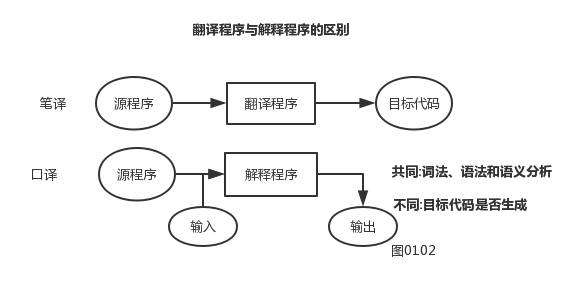 翻译程序与解释程序的区别
笔译
源程序
翻译程序
目标代码
口译
源程序
解释程序
共同:词法、语法和语义分析
不同:目标代码是否生成
输入
输出
图0102